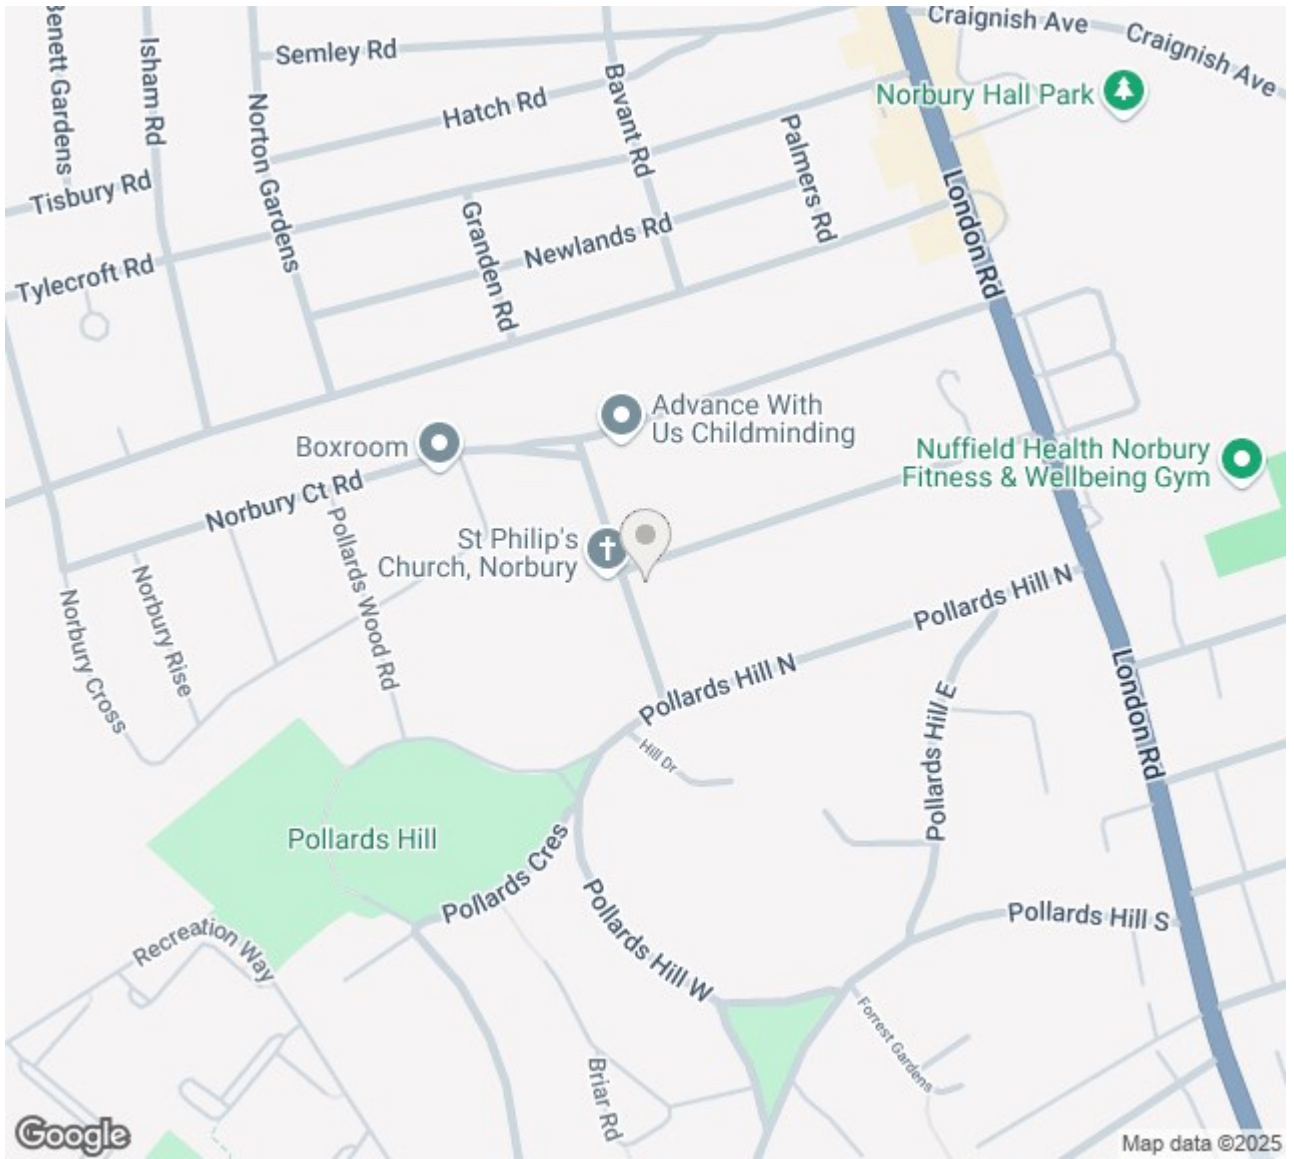 Benett Gardens
Isham Rd
Semley Rd
Craignish Ave
Craignish Ave
Norbury Hall Park
Hatch Rd
Bavant Rd
Norton Gardens
Palmers Rd
Tisbury Rd
London Rd
Granden Rd
Newlands Rd
Tylecroft Rd
Advance With
Us Childminding
Boxroom
Nuffield Health Norbury
Fitness & Wellbeing Gym
Norbury Ct Rd
Pollards Wood Rd
St Philip's
Church, Norbury
Norbury Cross
Norbury Rise
Pollards Hill N
Pollards Hill N
London Rd
Hill Dr
Pollards Hill E
Pollards Hill
Pollards Cres
Pollards Hill W
Pollards Hill S
Recreation Way
Forrest Gardens
Briar Rd
Google
Map data ©2025